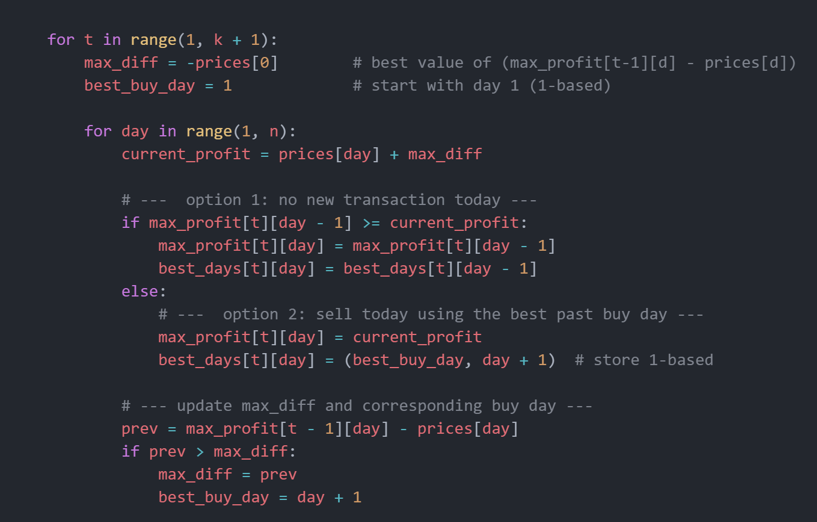 for t in range(1, k + 1):
    max_diff = -prices[0]        # best value of (max_profit[t-1][d] - prices[d])
    best_buy_day = 1             # start with day 1 (1-based)

    for day in range(1, n):
        current_profit = prices[day] + max_diff

        # ---  option 1: no new transaction today ---
        if max_profit[t][day - 1] >= current_profit:
            max_profit[t][day] = max_profit[t][day - 1]
            best_days[t][day] = best_days[t][day - 1]
        else:
            # ---  option 2: sell today using the best past buy day ---
            max_profit[t][day] = current_profit
            best_days[t][day] = (best_buy_day, day + 1)  # store 1-based

        # --- update max_diff and corresponding buy day ---
        prev = max_profit[t - 1][day] - prices[day]
        if prev > max_diff:
            max_diff = prev
            best_buy_day = day + 1